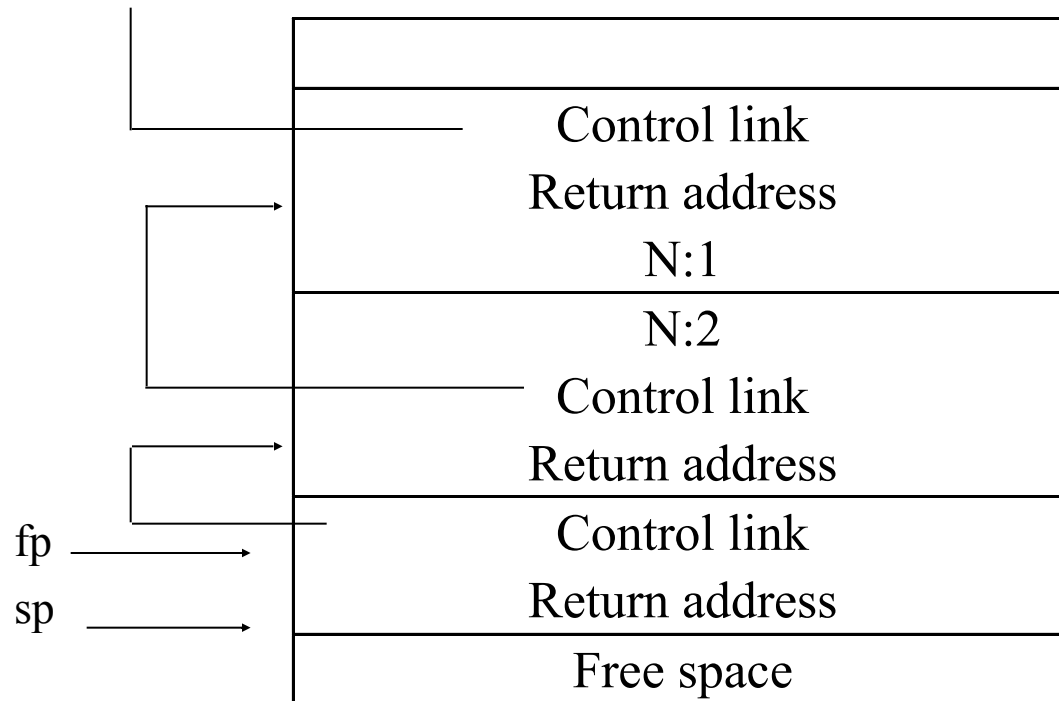 Control link
Return address
N:1
N:2
Control link
Return address
fp
Control link
sp
Return address
Free space